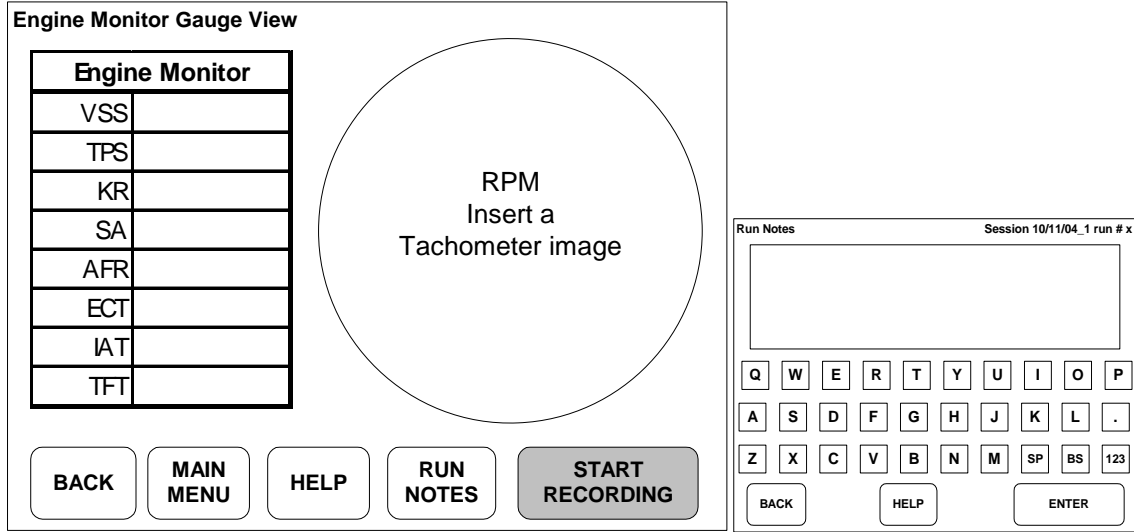 Engine Monitor Gauge View
Engine Monitor
VSS
TPS
KR
SA
AFR
ECT
IAT
TFT
RPM
Insert a
Tachometer image
BACK
MAIN
MENU
HELP
RUN
NOTES
START
RECORDING
Run Notes Session 10/11/04_1 run # x
Q W E R T Y U I O P
A S D F G H J K L .
Z X C V B N M SP BS 123
BACK HELP ENTER